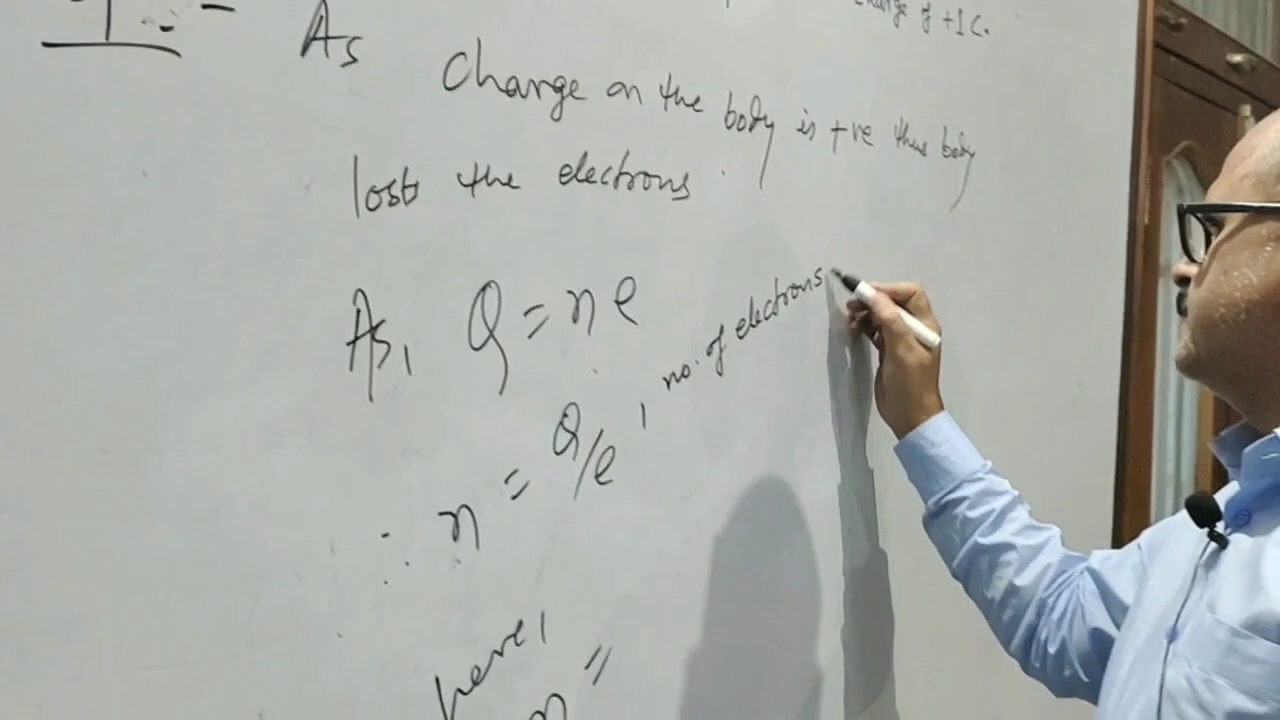 charge of +1C.
As
Charge on the body is +ve thus body
lost the electrons.
As, Q = ne
∴ n = Q/e, no. of electrons
here,
n =